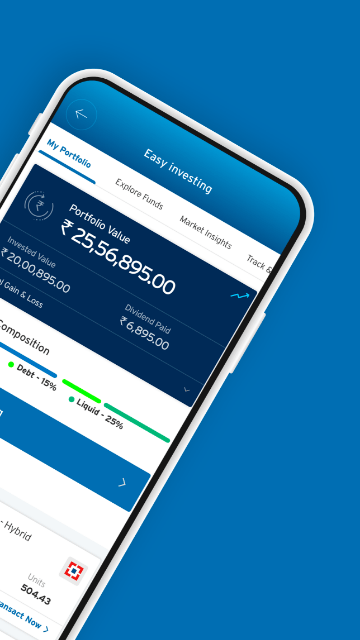 Easy investing
My Portfolio
Explore Funds
Market Insights
Track &
Portfolio Value
₹ 25,56,895.00
Invested Value
₹ 20,00,895.00
Dividend Paid
₹ 6,895.00
Gain & Loss
Composition
Debt - 15%
Liquid - 25%
- Hybrid
Units
504.43
Transact Now